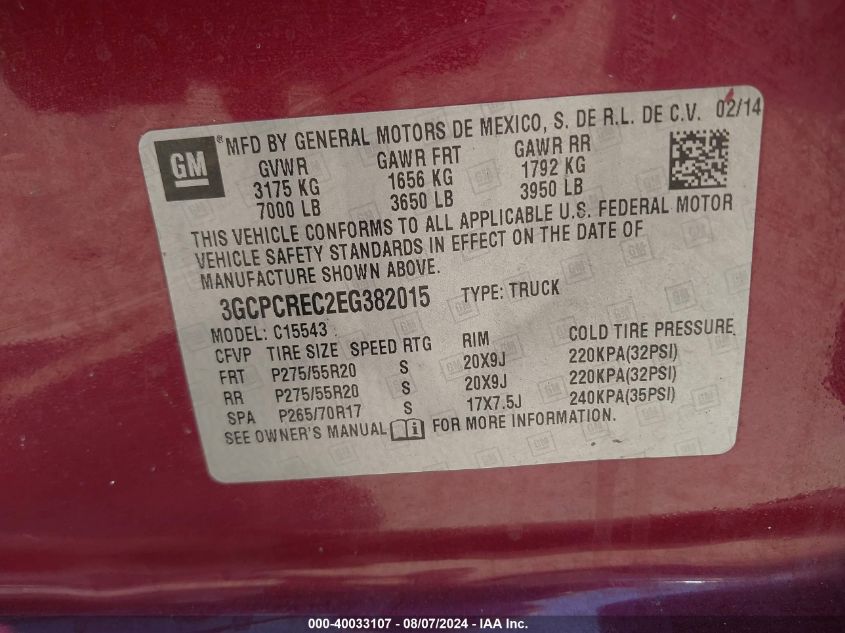 GM ® MFD BY GENERAL MOTORS DE MEXICO, S. DE R.L. DE C.V. 02/14
GVWR GAWR FRT GAWR RR
3175 KG 1656 KG 1792 KG
7000 LB 3650 LB 3950 LB
THIS VEHICLE CONFORMS TO ALL APPLICABLE U.S. FEDERAL MOTOR
VEHICLE SAFETY STANDARDS IN EFFECT ON THE DATE OF
MANUFACTURE SHOWN ABOVE.
3GCPCREC2EG382015 TYPE: TRUCK
MODEL: C15543
CFVP TIRE SIZE SPEED RTG RIM COLD TIRE PRESSURE
FRT P275/55R20 S 20X9J 220KPA(32PSI)
RR P275/55R20 S 20X9J 220KPA(32PSI)
SPA P265/70R17 S 17X7.5J 240KPA(35PSI)
SEE OWNER'S MANUAL FOR MORE INFORMATION.
000-40033107 - 08/07/2024 - IAA Inc.